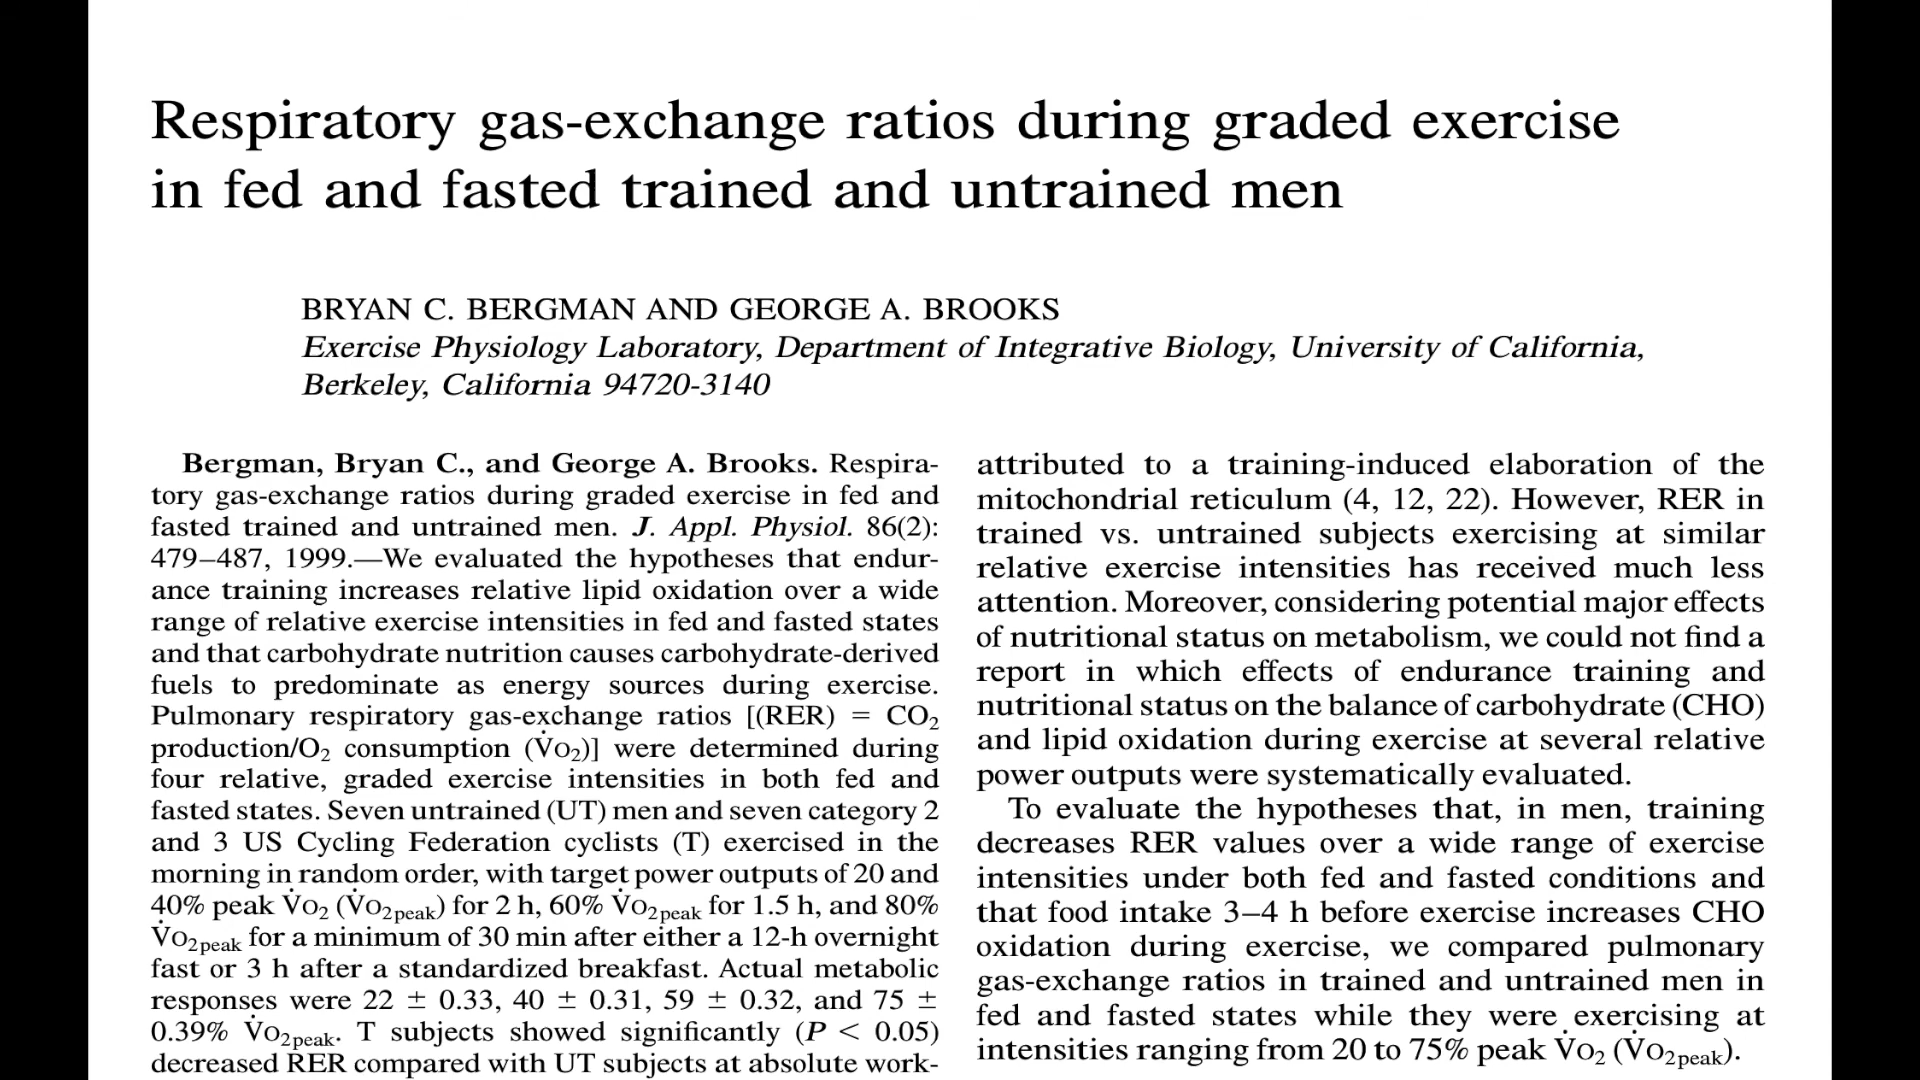 Respiratory gas-exchange ratios during graded exercise
in fed and fasted trained and untrained men
BRYAN C. BERGMAN AND GEORGE A. BROOKS
Exercise Physiology Laboratory, Department of Integrative Biology, University of California,
Berkeley, California 94720-3140
Bergman, Bryan C., and George A. Brooks. Respira-
tory gas-exchange ratios during graded exercise in fed and
fasted trained and untrained men. J. Appl. Physiol. 86(2):
479–487, 1999.—We evaluated the hypotheses that endur-
ance training increases relative lipid oxidation over a wide
range of relative exercise intensities in fed and fasted states
and that carbohydrate nutrition causes carbohydrate-derived
fuels to predominate as energy sources during exercise.
Pulmonary respiratory gas-exchange ratios [(RER) = CO₂
production/O₂ consumption (V̇O₂)] were determined during
four relative, graded exercise intensities in both fed and
fasted states. Seven untrained (UT) men and seven category 2
and 3 US Cycling Federation cyclists (T) exercised in the
morning in random order, with target power outputs of 20 and
40% peak V̇O₂ (V̇O₂peak) for 2 h, 60% V̇O₂peak for 1.5 h, and 80%
V̇O₂peak for a minimum of 30 min after either a 12-h overnight
fast or 3 h after a standardized breakfast. Actual metabolic
responses were 22 ± 0.33, 40 ± 0.31, 59 ± 0.32, and 75 ±
0.39% V̇O₂peak. T subjects showed significantly (P < 0.05)
decreased RER compared with UT subjects at absolute work-
attributed to a training-induced elaboration of the
mitochondrial reticulum (4, 12, 22). However, RER in
trained vs. untrained subjects exercising at similar
relative exercise intensities has received much less
attention. Moreover, considering potential major effects
of nutritional status on metabolism, we could not find a
report in which effects of endurance training and
nutritional status on the balance of carbohydrate (CHO)
and lipid oxidation during exercise at several relative
power outputs were systematically evaluated.
To evaluate the hypotheses that, in men, training
decreases RER values over a wide range of exercise
intensities under both fed and fasted conditions and
that food intake 3–4 h before exercise increases CHO
oxidation during exercise, we compared pulmonary
gas-exchange ratios in trained and untrained men in
fed and fasted states while they were exercising at
intensities ranging from 20 to 75% peak V̇O₂ (V̇O₂peak).